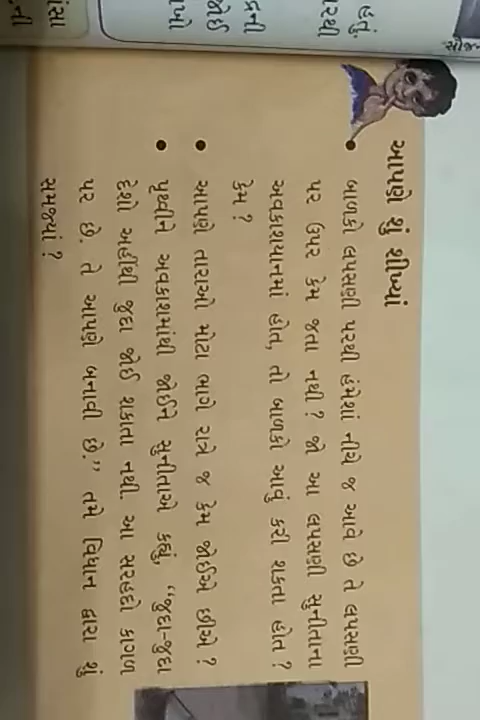 આપણે શું શીખ્યાં
• બાળકો લપસણી પરથી હંમેશાં નીચે જ આવે છે તે લપસણી
પર ઉપર કેમ જતા નથી? જો આ લપસણી સુનીતાના
અવકાશયાનમાં હોત, તો બાળકો આવું કરી શકતા હોત ?
કેમ ?
• આપણે તારાઓ મોટા ભાગે રાત્રે જ કેમ જોઈએ છીએ ?
• પૃથ્વીને અવકાશમાંથી જોઈને સુનીતાએ કહ્યું, “જુદા-જુદા
દેશો અહીંથી જુદા જોઈ શકાતા નથી. આ સરહદો કાગળ
પર છે. તે આપણે બનાવી છે.” તમે વિધાન દ્વારા શું
સમજ્યાં ?